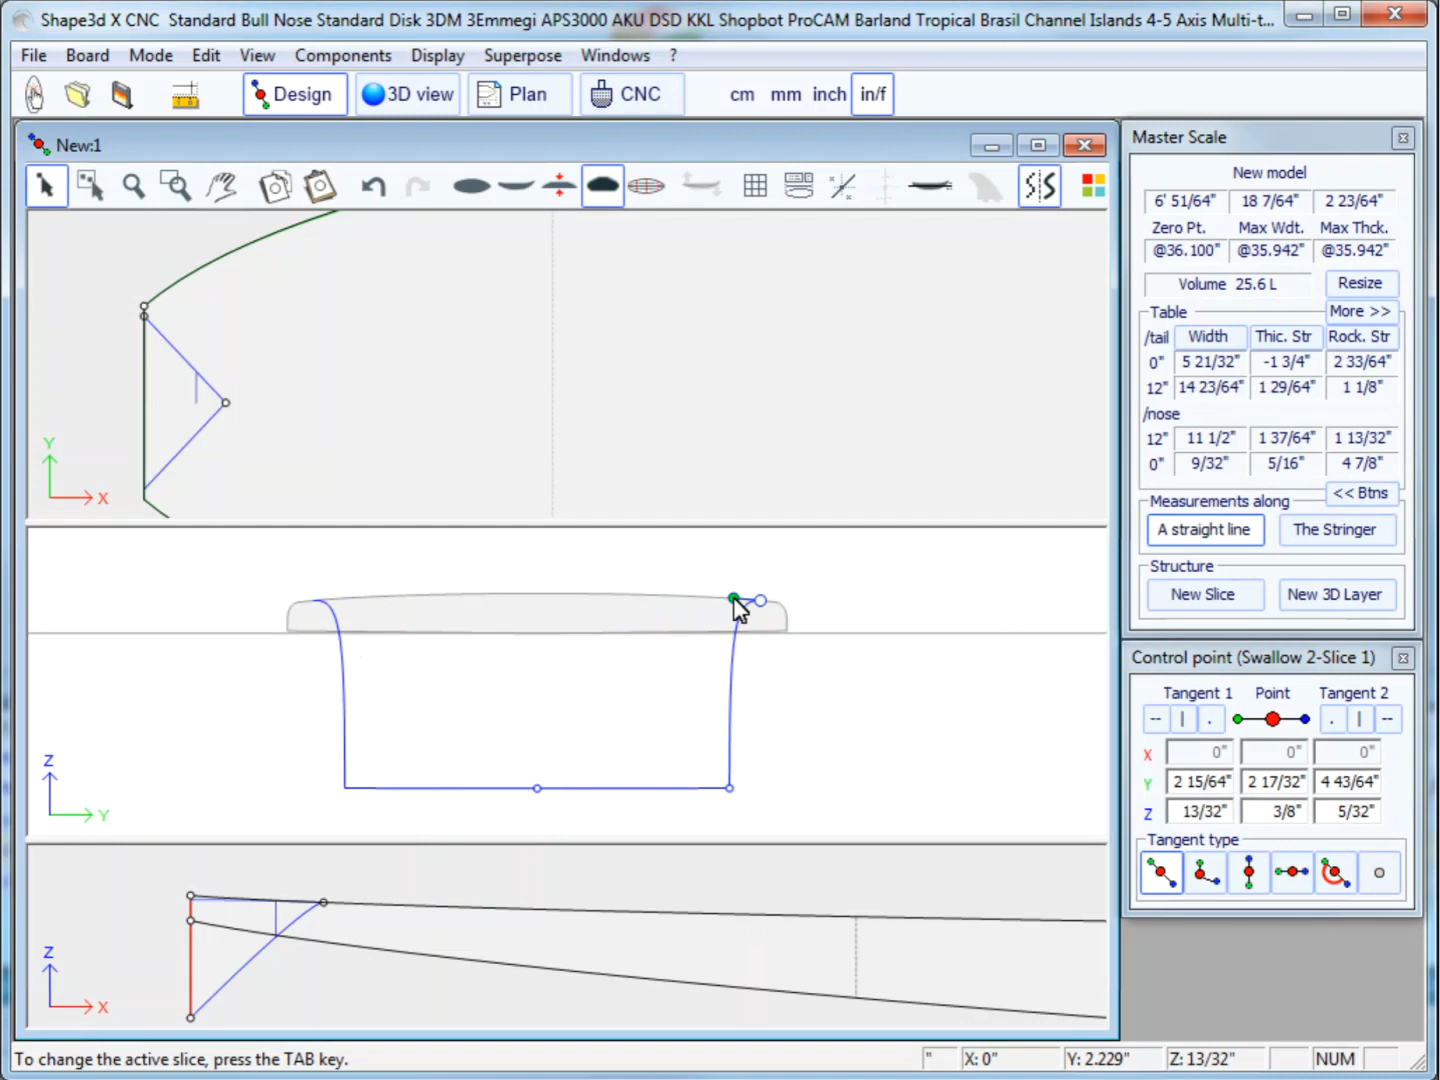 Shape3d X CNC  Standard Bull Nose Standard Disk 3DM 3Emmegi APS3000 AKU DSD KKL Shopbot ProCAM Barland Tropical Brasil Channel Islands 4-5 Axis Multi-t...
File Board Mode Edit View Components Display Superpose Windows ?
Design 3D view Plan CNC cm mm inch in/f
New:1
Y
X
Z
Y
Z
X
Master Scale
New model
6' 51/64" 18 7/64" 2 23/64"
Zero Pt. Max Wdt. Max Thck.
@36.100" @35.942" @35.942"
Volume 25.6 L Resize
Table More >>
/tail Width Thic. Str Rock. Str
0" 5 21/32" -1 3/4" 2 33/64"
12" 14 23/64" 1 29/64" 1 1/8"
/nose
12" 11 1/2" 1 37/64" 1 13/32"
0" 9/32" 5/16" 4 7/8"
<< Btns
Measurements along
A straight line The Stringer
Structure
New Slice New 3D Layer
Control point (Swallow 2-Slice 1)
Tangent 1 Point Tangent 2
-- | . . | --
X 0" 0" 0"
Y 2 15/64" 2 17/32" 4 43/64"
Z 13/32" 3/8" 5/32"
Tangent type
To change the active slice, press the TAB key.
" X: 0" Y: 2.229" Z: 13/32" NUM